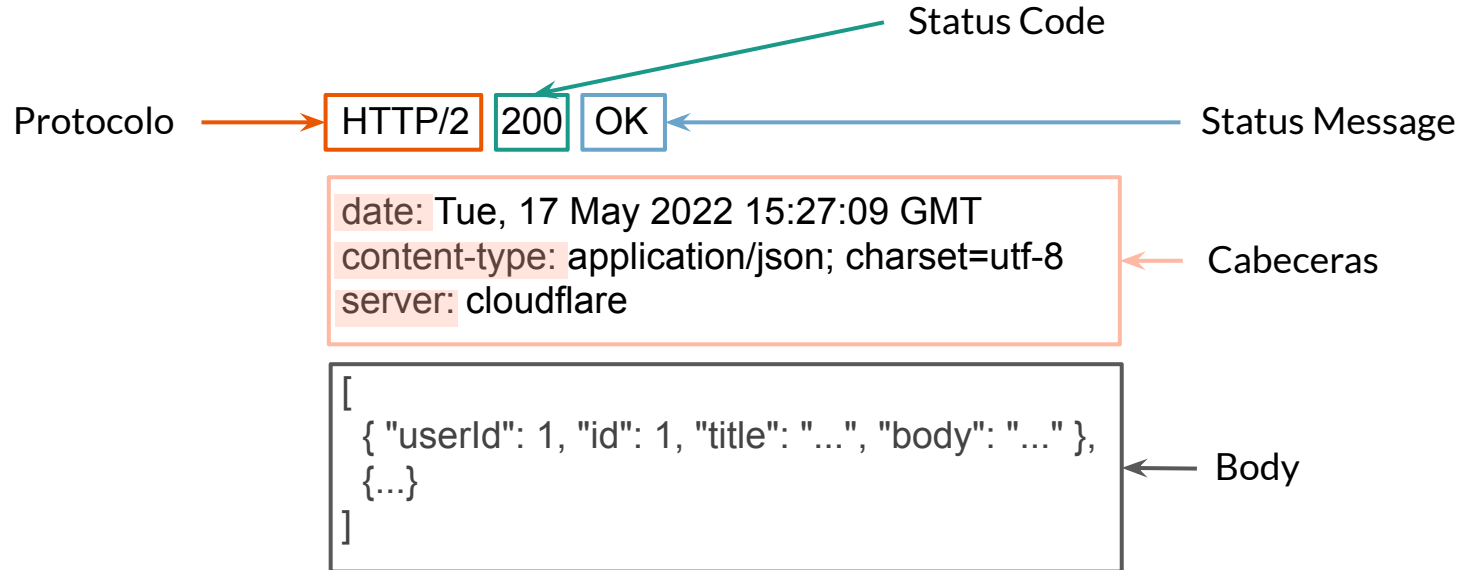 Status Code
Protocolo HTTP/2 200 OK Status Message
date: Tue, 17 May 2022 15:27:09 GMT
content-type: application/json; charset=utf-8
server: cloudflare
Cabeceras
[
{ "userId": 1, "id": 1, "title": "...", "body": "..." },
{...}
]
Body